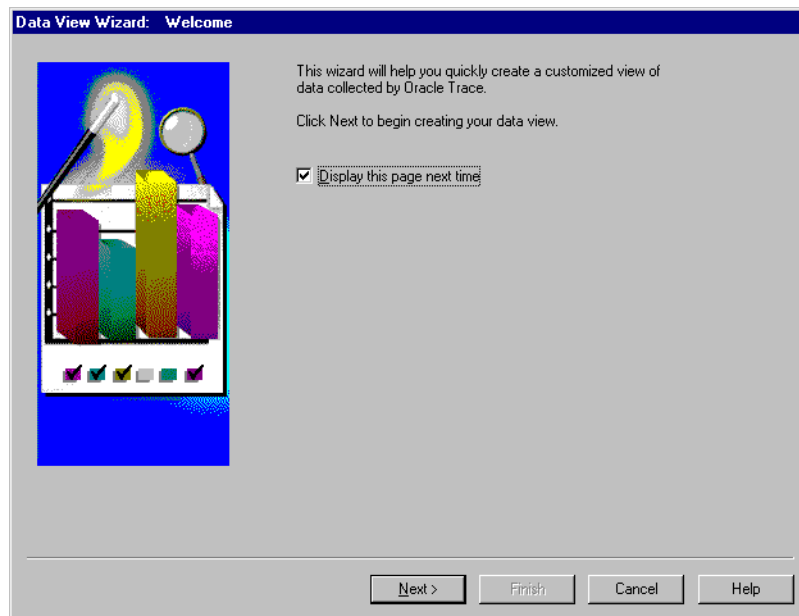 Data View Wizard: Welcome
This wizard will help you quickly create a customized view of
data collected by Oracle Trace.
Click Next to begin creating your data view.
Display this page next time
Next >
Finish
Cancel
Help